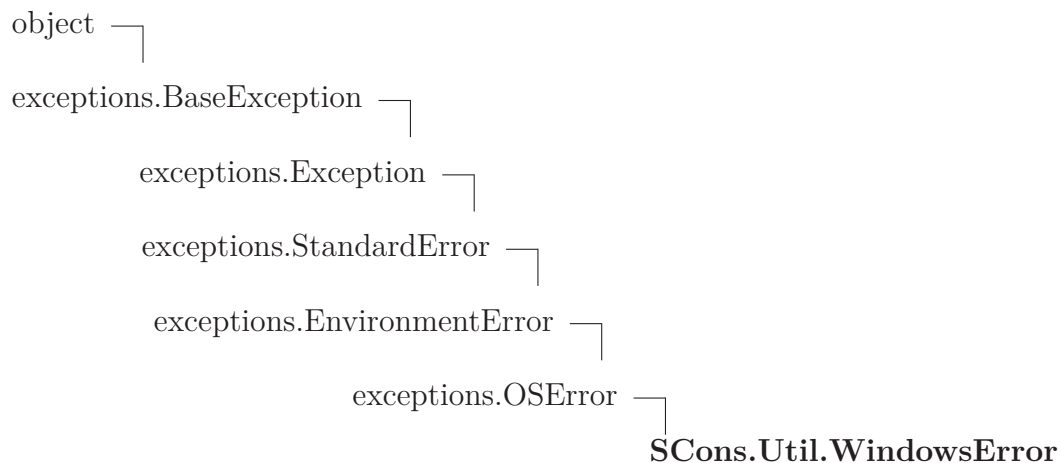 object
exceptions.BaseException
exceptions.Exception
exceptions.StandardError
exceptions.EnvironmentError
exceptions.OSError
SCons.Util.WindowsError